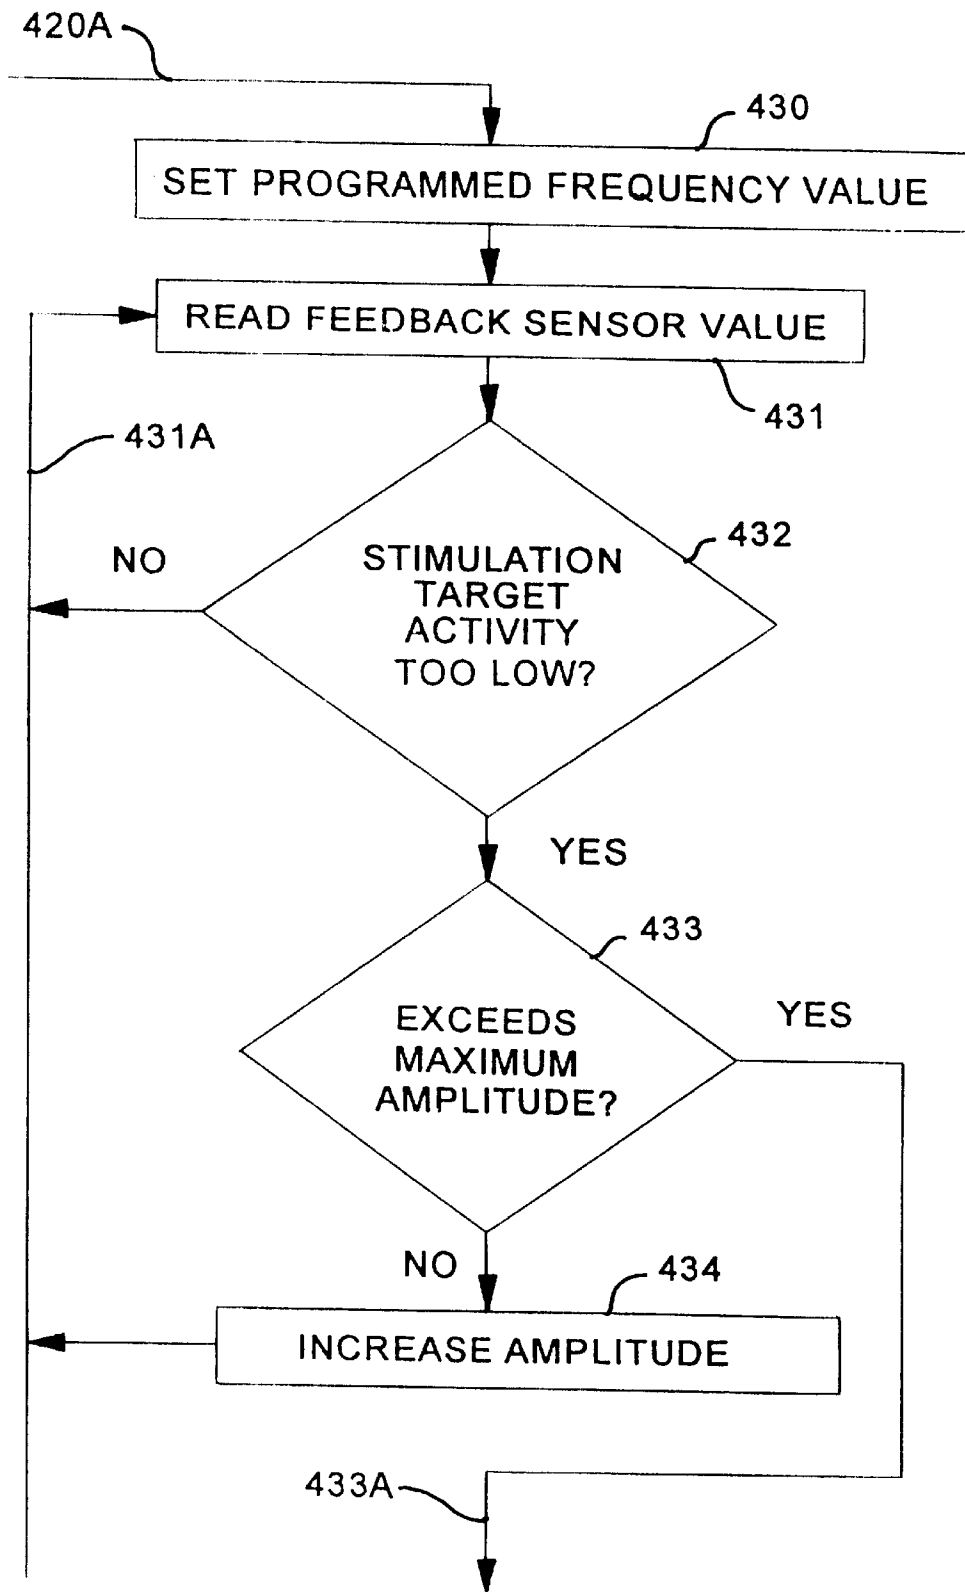 420A
430
SET PROGRAMMED FREQUENCY VALUE
READ FEEDBACK SENSOR VALUE
431
431A
432
NO
STIMULATION
TARGET
ACTIVITY
TOO LOW?
YES
433
YES
EXCEEDS
MAXIMUM
AMPLITUDE?
NO
434
INCREASE AMPLITUDE
433A